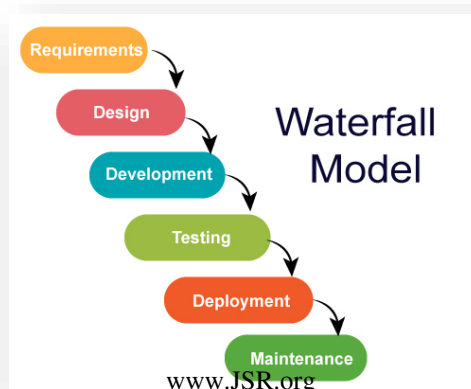 Requirements
Design
Waterfall
Model
Development
Testing
Deployment
Maintenance
www.JSR.org